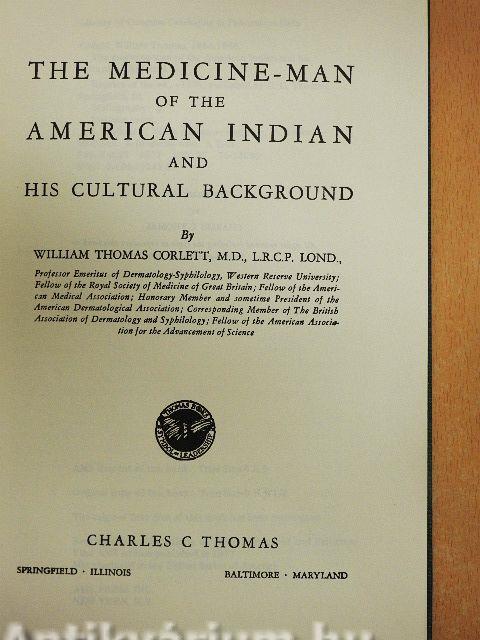 THE MEDICINE-MAN
OF THE
AMERICAN INDIAN
AND
HIS CULTURAL BACKGROUND
By
WILLIAM THOMAS CORLETT, M.D., L.R.C.P. LOND.,
Professor Emeritus of Dermatology-Syphilology, Western Reserve University;
Fellow of the Royal Society of Medicine of Great Britain; Fellow of the Ameri-
can Medical Association; Honorary Member and sometime President of the
American Dermatological Association; Corresponding Member of The British
Association of Dermatology and Syphilology; Fellow of the American Associa-
tion for the Advancement of Science
CHARLES C THOMAS
SPRINGFIELD · ILLINOIS
BALTIMORE · MARYLAND
Antikvárium.hu